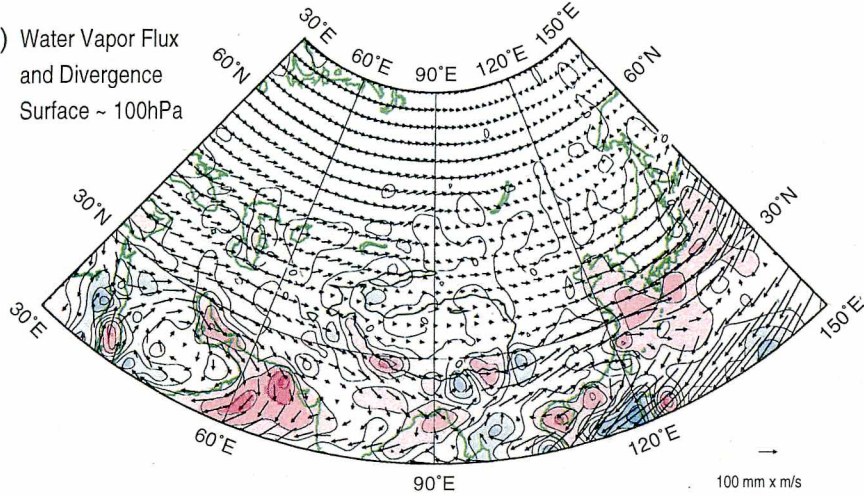 ) Water Vapor Flux
and Divergence
Surface ~ 100hPa
30˚E
60˚E
90˚E
120˚E
150˚E
60˚N
60˚N
30˚N
30˚N
30˚E
150˚E
60˚E
120˚E
90˚E
100 mm x m/s